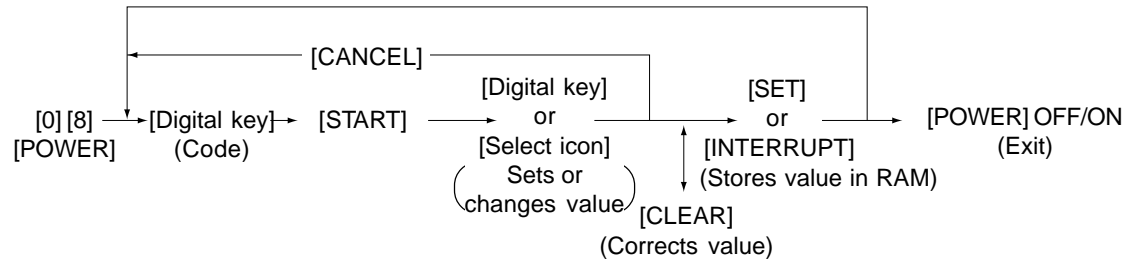 [CANCEL]
[0] [8]
[POWER]
[Digital key]
(Code)
[START]
[Digital key]
or
[Select icon]
(Sets or
changes value)
[CLEAR]
(Corrects value)
[SET]
or
[INTERRUPT]
(Stores value in RAM)
[POWER] OFF/ON
(Exit)